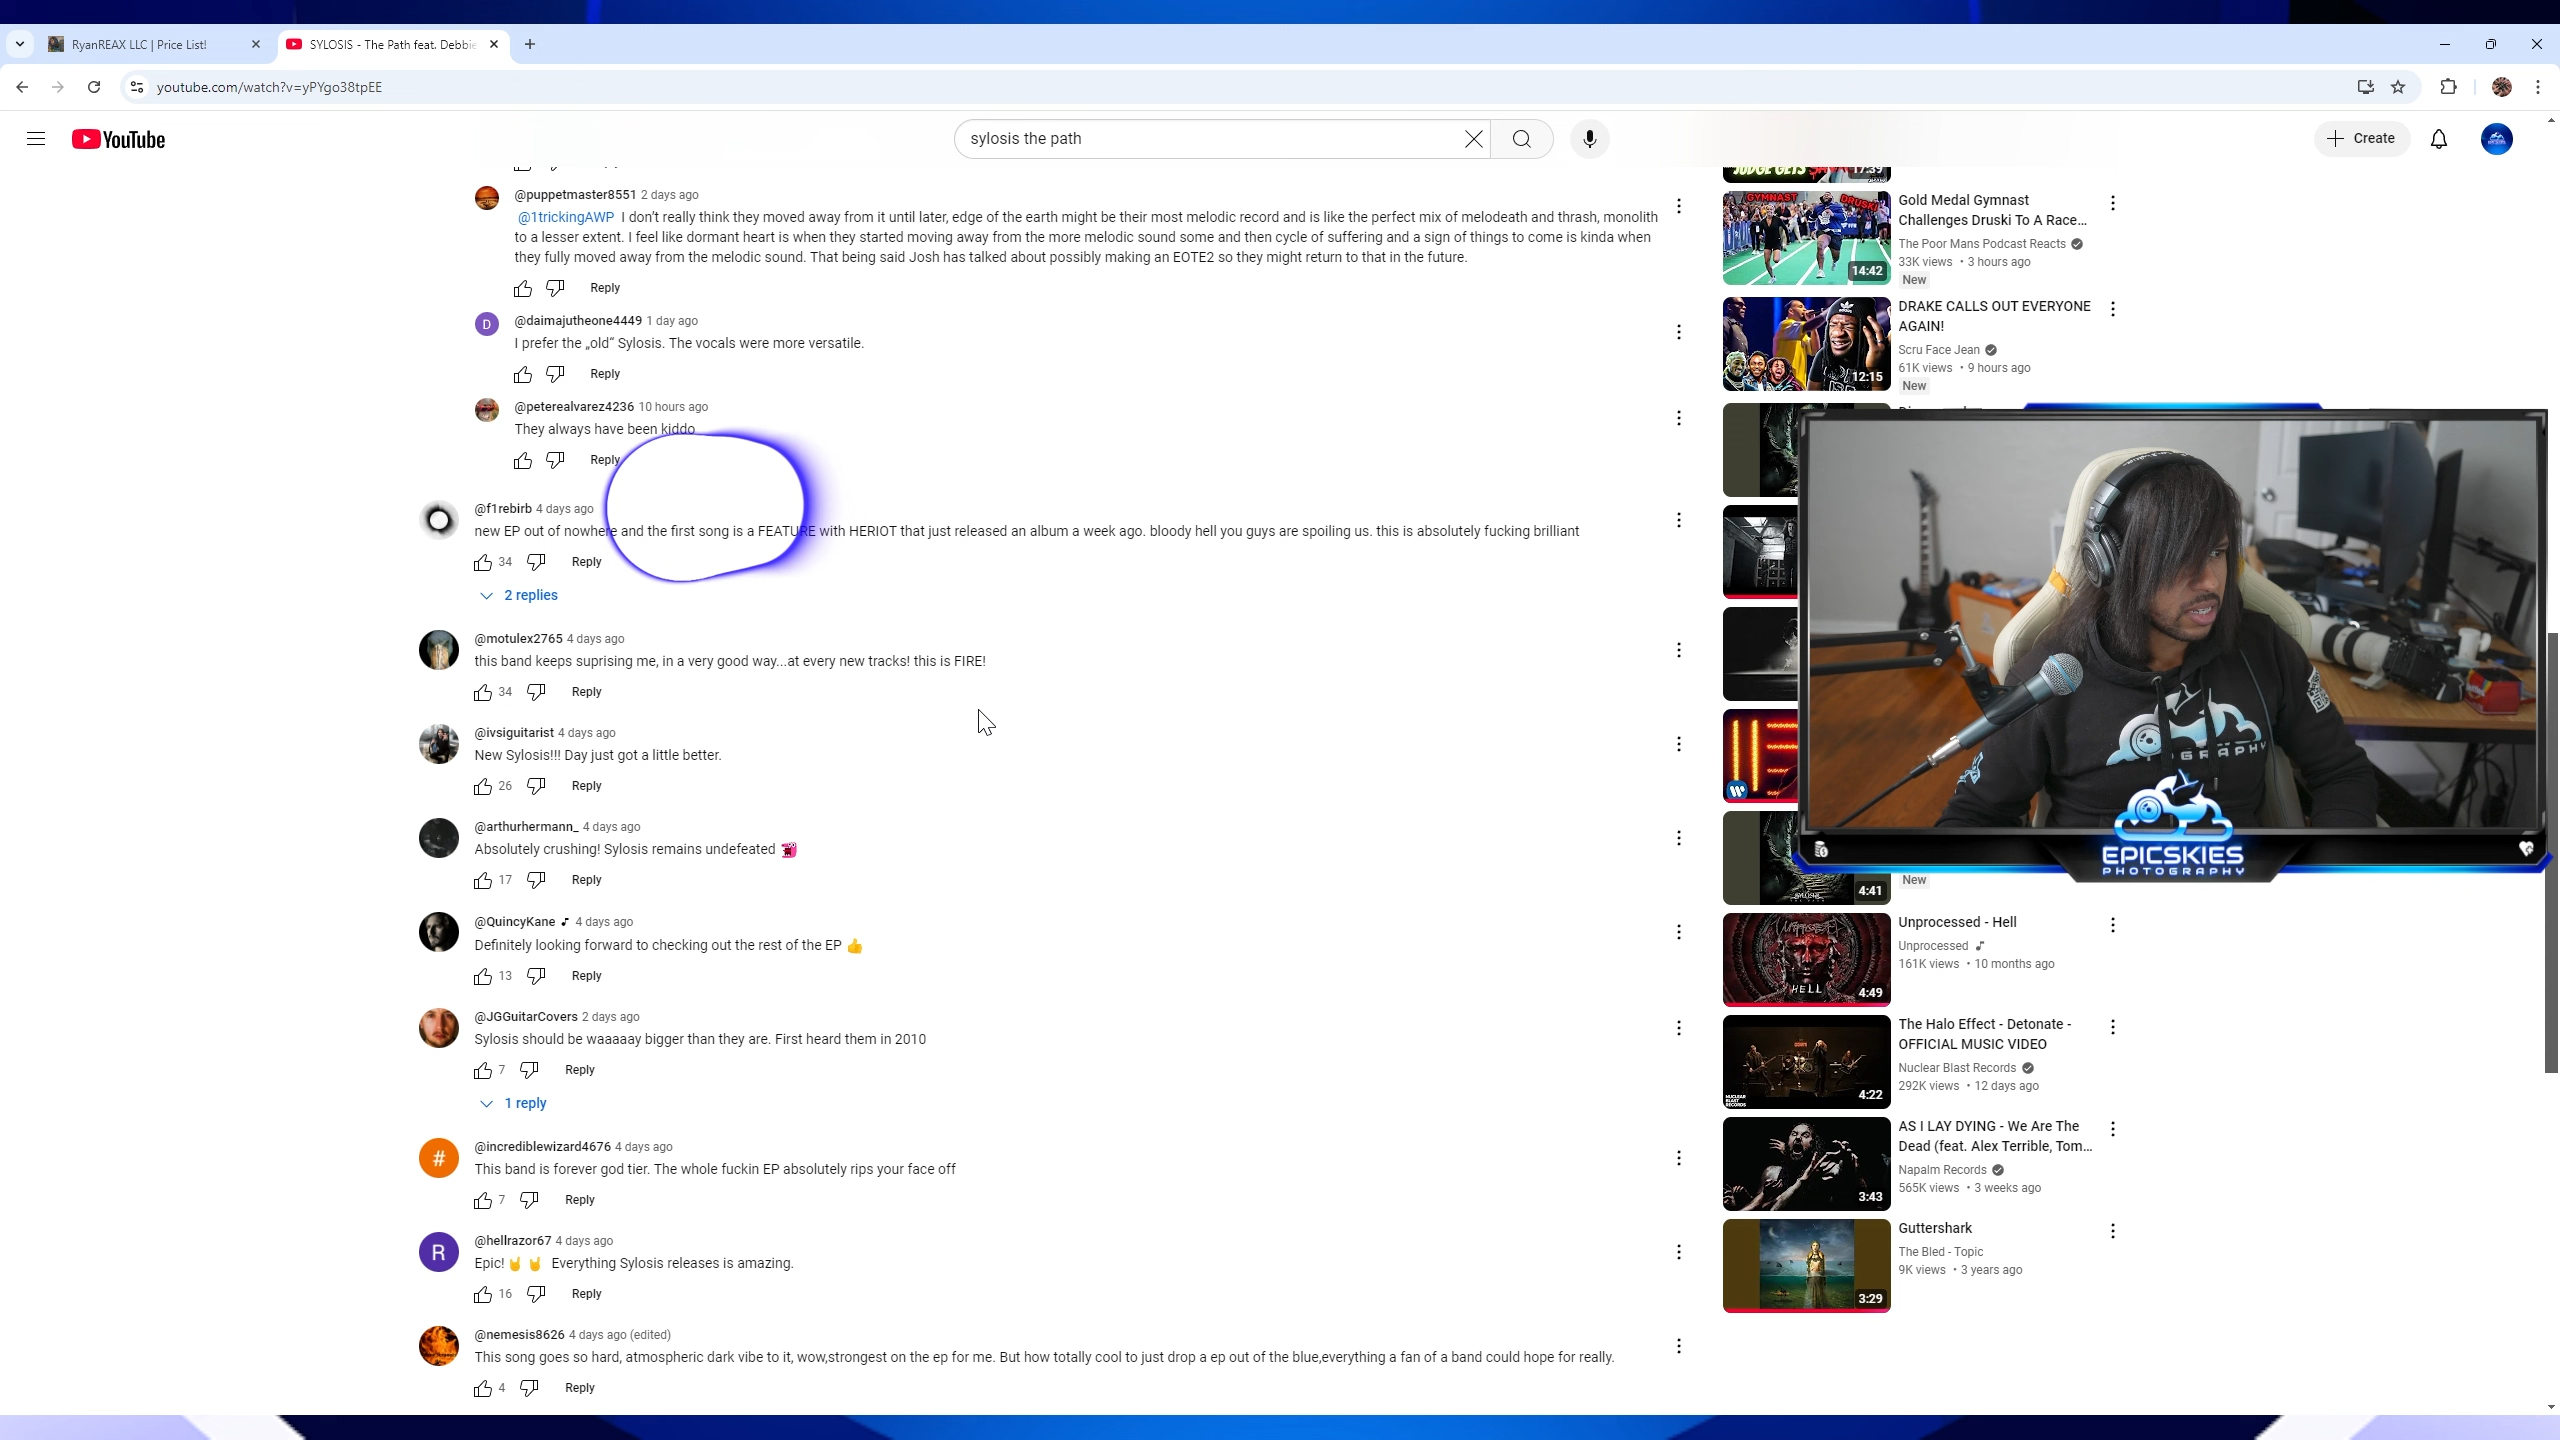 RyanREAX LLC | Price List!
SYLOSIS - The Path feat. Debbie
youtube.com/watch?v=yPYgo38tpEE
YouTube
sylosis the path
Create
@puppetmaster8551 2 days ago
@1trickingAWP I don't really think they moved away from it until later, edge of the earth might be their most melodic record and is like the perfect mix of melodeath and thrash, monolith
to a lesser extent. I feel like dormant heart is when they started moving away from the more melodic sound some and then cycle of suffering and a sign of things to come is kinda when
they fully moved away from the melodic sound. That being said Josh has talked about possibly making an EOTE2 so they might return to that in the future.
Reply
D
@daimajutheone4449 1 day ago
I prefer the „old“ Sylosis. The vocals were more versatile.
Reply
@peterealvarez4236 10 hours ago
They always have been kiddo
Reply
@f1rebirb 4 days ago
new EP out of nowhere and the first song is a FEATURE with HERIOT that just released an album a week ago. bloody hell you guys are spoiling us. this is absolutely fucking brilliant
34 Reply
2 replies
@motulex2765 4 days ago
this band keeps suprising me, in a very good way...at every new tracks! this is FIRE!
34 Reply
@ivsiguitarist 4 days ago
New Sylosis!!! Day just got a little better.
26 Reply
@arthurhermann_ 4 days ago
Absolutely crushing! Sylosis remains undefeated
17 Reply
@QuincyKane 4 days ago
Definitely looking forward to checking out the rest of the EP 👍
13 Reply
@JGGuitarCovers 2 days ago
Sylosis should be waaaaay bigger than they are. First heard them in 2010
7 Reply
1 reply
#
@incrediblewizard4676 4 days ago
This band is forever god tier. The whole fuckin EP absolutely rips your face off
7 Reply
R
@hellrazor67 4 days ago
Epic! 🤘 🤘 Everything Sylosis releases is amazing.
16 Reply
@nemesis8626 4 days ago (edited)
This song goes so hard, atmospheric dark vibe to it, wow,strongest on the ep for me. But how totally cool to just drop a ep out of the blue,everything a fan of a band could hope for really.
4 Reply
JUDGE GETS
17:39
GYMNAST DRUSKI
14:42
Gold Medal Gymnast
Challenges Druski To A Race...
The Poor Mans Podcast Reacts
33K views • 3 hours ago
New
12:15
DRAKE CALLS OUT EVERYONE
AGAIN!
Scru Face Jean
61K views • 9 hours ago
New
EPICSKIES
PHOTOGRAPHY
4:41
New
HELL
4:49
Unprocessed - Hell
Unprocessed
161K views • 10 months ago
NUCLEAR
BLAST
RECORDS
4:22
The Halo Effect - Detonate -
OFFICIAL MUSIC VIDEO
Nuclear Blast Records
292K views • 12 days ago
3:43
AS I LAY DYING - We Are The
Dead (feat. Alex Terrible, Tom...
Napalm Records
565K views • 3 weeks ago
3:29
Guttershark
The Bled - Topic
9K views • 3 years ago